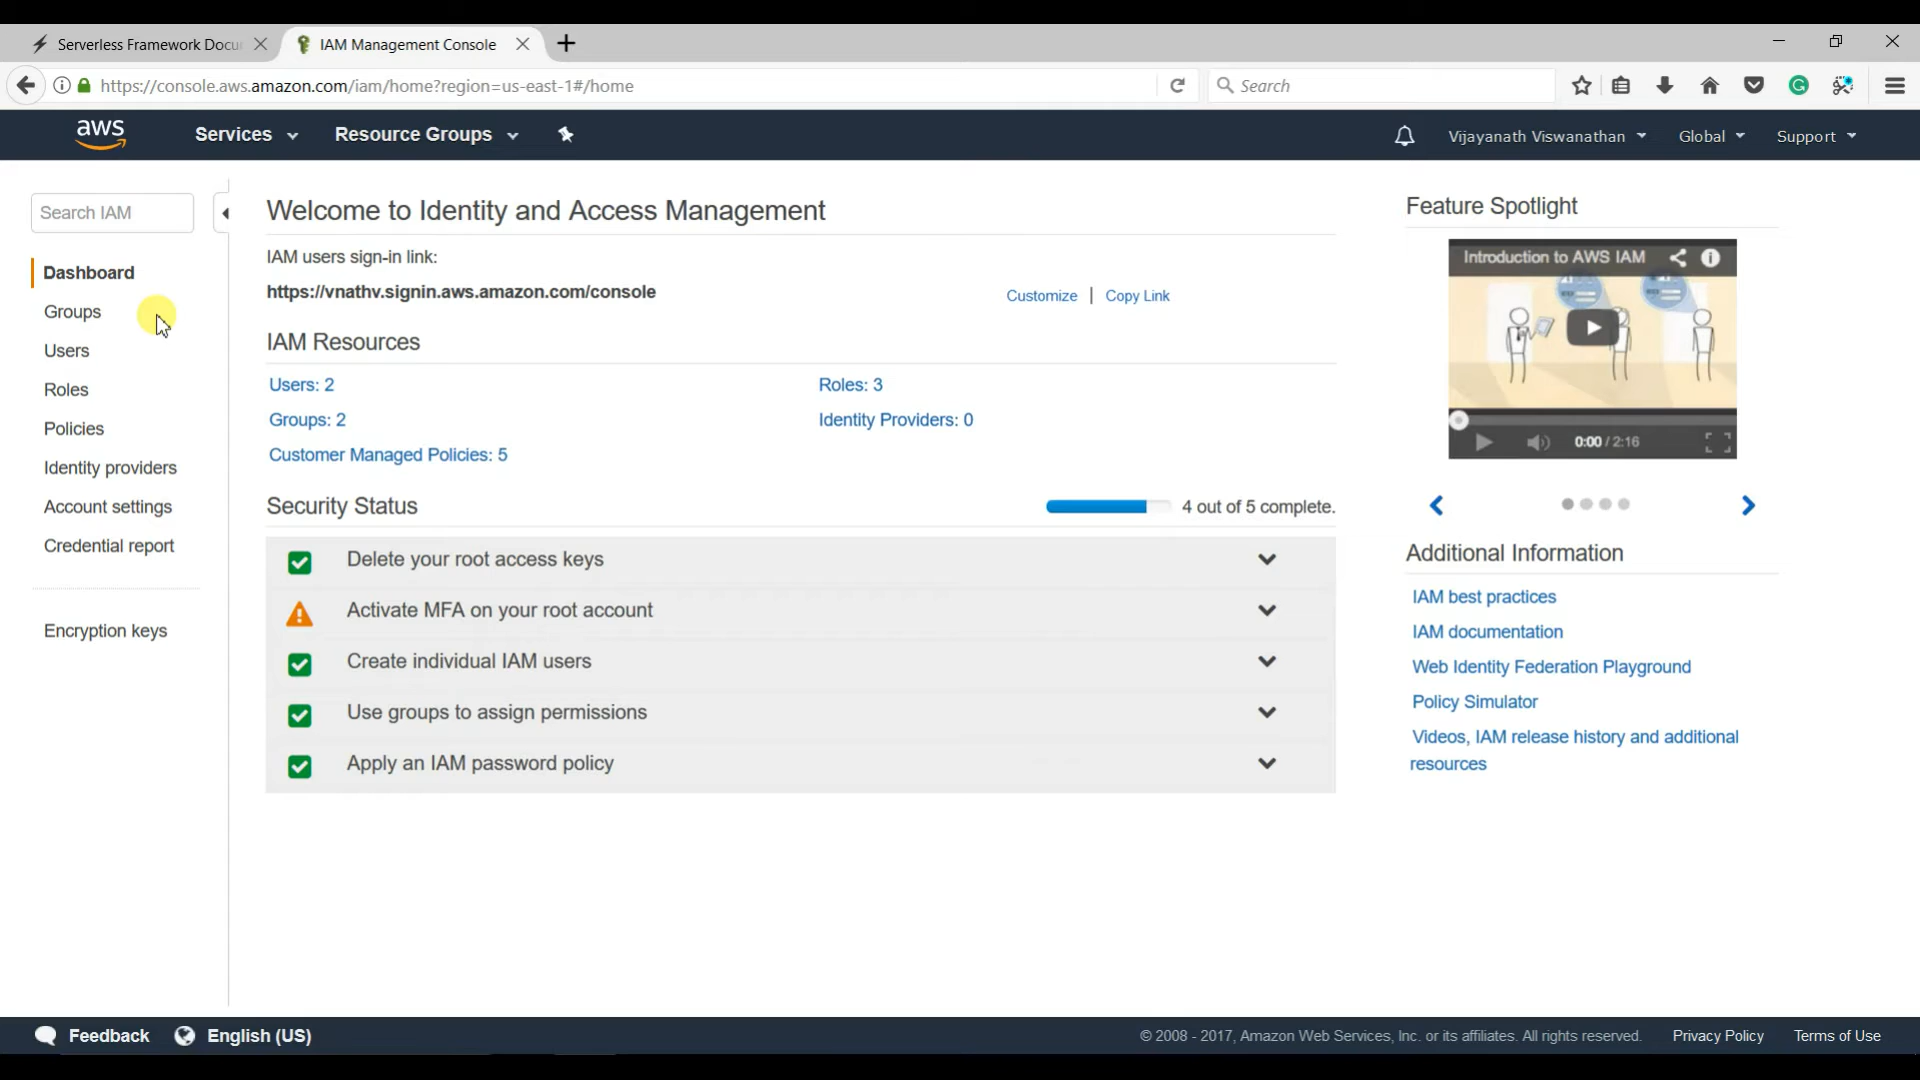 Serverless Framework Docu
IAM Management Console
https://console.aws.amazon.com/iam/home?region=us-east-1#/home
Search
aws
Services
Resource Groups
Vijayanath Viswanathan
Global
Support
Search IAM
Dashboard
Groups
Users
Roles
Policies
Identity providers
Account settings
Credential report
Encryption keys
Welcome to Identity and Access Management
IAM users sign-in link:
https://vnathv.signin.aws.amazon.com/console
Customize | Copy Link
IAM Resources
Users: 2
Roles: 3
Groups: 2
Identity Providers: 0
Customer Managed Policies: 5
Security Status
4 out of 5 complete.
Delete your root access keys
Activate MFA on your root account
Create individual IAM users
Use groups to assign permissions
Apply an IAM password policy
Feature Spotlight
Introduction to AWS IAM
0:00 / 2:16
Additional Information
IAM best practices
IAM documentation
Web Identity Federation Playground
Policy Simulator
Videos, IAM release history and additional
resources
Feedback
English (US)
© 2008 - 2017, Amazon Web Services, Inc. or its affiliates. All rights reserved.
Privacy Policy
Terms of Use